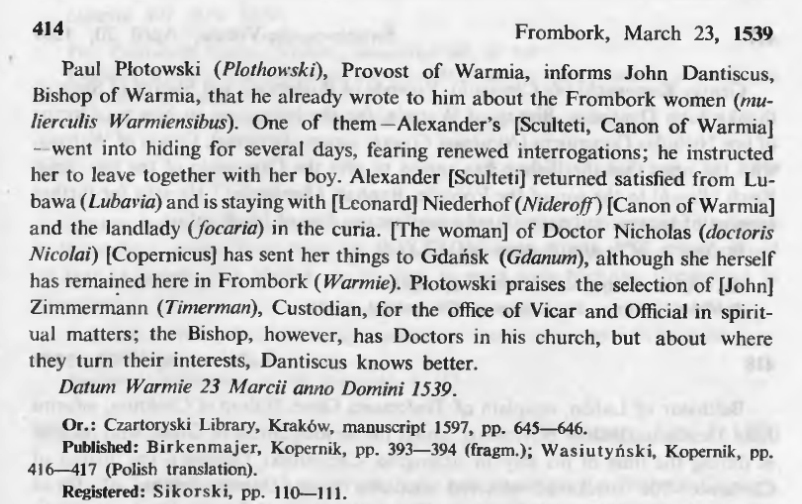 414 Frombork, March 23, 1539
Paul Płotowski (Plothowski), Provost of Warmia, informs John Dantiscus,
Bishop of Warmia, that he already wrote to him about the Frombork women (mu-
lierculis Warmiensibus). One of them—Alexander's [Sculteti, Canon of Warmia]
—went into hiding for several days, fearing renewed interrogations; he instructed
her to leave together with her boy. Alexander [Sculteti] returned satisfied from Lu-
bawa (Lubavia) and is staying with [Leonard] Niederhof (Nideroff) [Canon of Warmia]
and the landlady (focaria) in the curia. [The woman] of Doctor Nicholas (doctoris
Nicolai) [Copernicus] has sent her things to Gdańsk (Gdanum), although she herself
has remained here in Frombork (Warmie). Płotowski praises the selection of [John]
Zimmermann (Timerman), Custodian, for the office of Vicar and Official in spirit-
ual matters; the Bishop, however, has Doctors in his church, but about where
they turn their interests, Dantiscus knows better.
Datum Warmie 23 Marcii anno Domini 1539.
Or.: Czartoryski Library, Kraków, manuscript 1597, pp. 645—646.
Published: Birkenmajer, Kopernik, pp. 393—394 (fragm.); Wasiutyński, Kopernik, pp.
416—417 (Polish translation).
Registered: Sikorski, pp. 110—111.